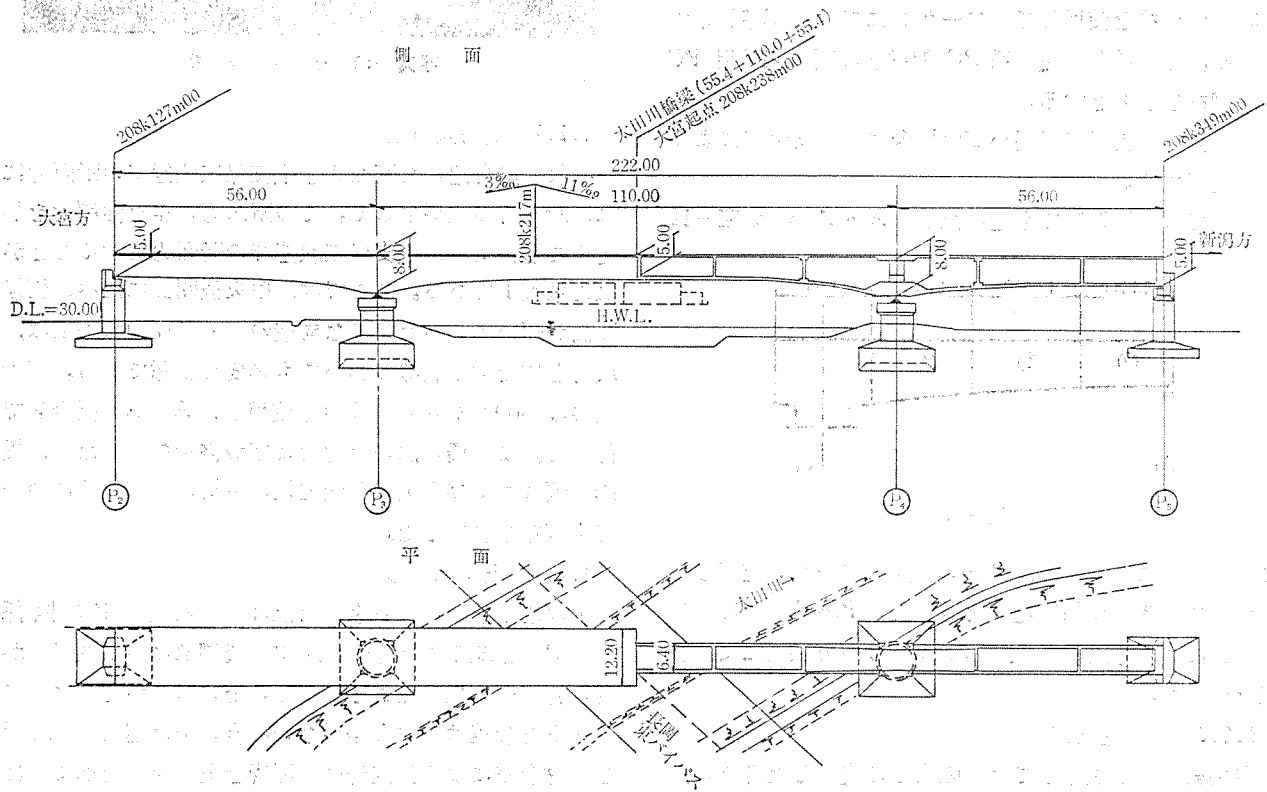 側 面
208k127m00
太田川橋梁 (55.4+110.0+55.4)
大宮起点 208k238m00
208k349m00
222.00
3‰ 11‰
56.00
110.00
56.00
大宮方
5.00
8.00
208k217m
5.00
8.00
5.00
新潟方
D.L.=30.00
H.W.L.
P₂
P₃
P₄
P₅
平 面
太田川→
12.20
6.40
長岡
東バイパス